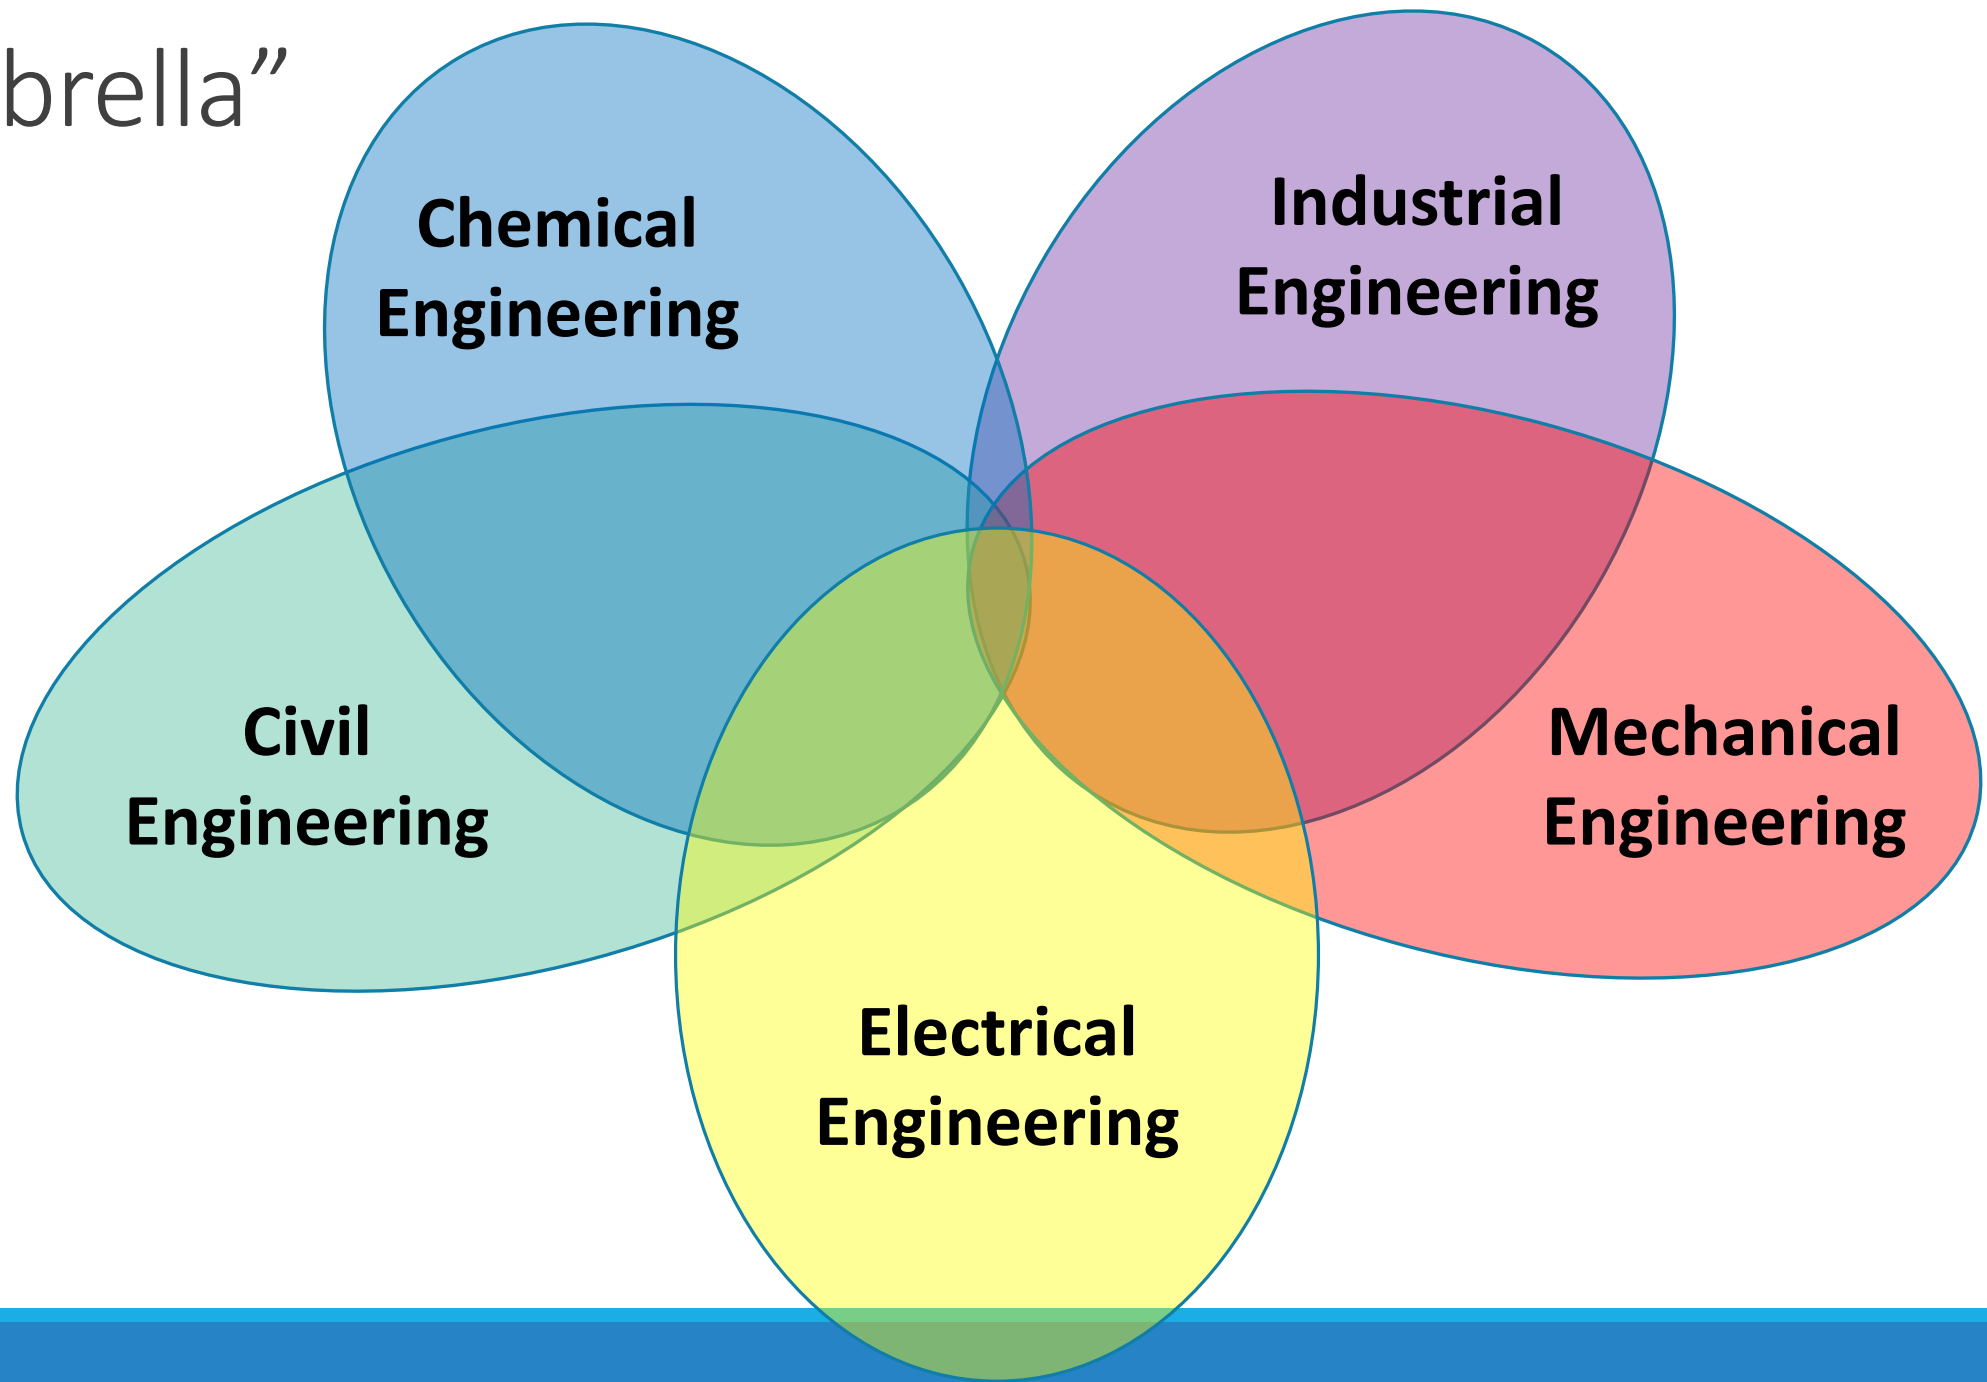 brella”
Chemical
Engineering
Industrial
Engineering
Civil
Engineering
Mechanical
Engineering
Electrical
Engineering